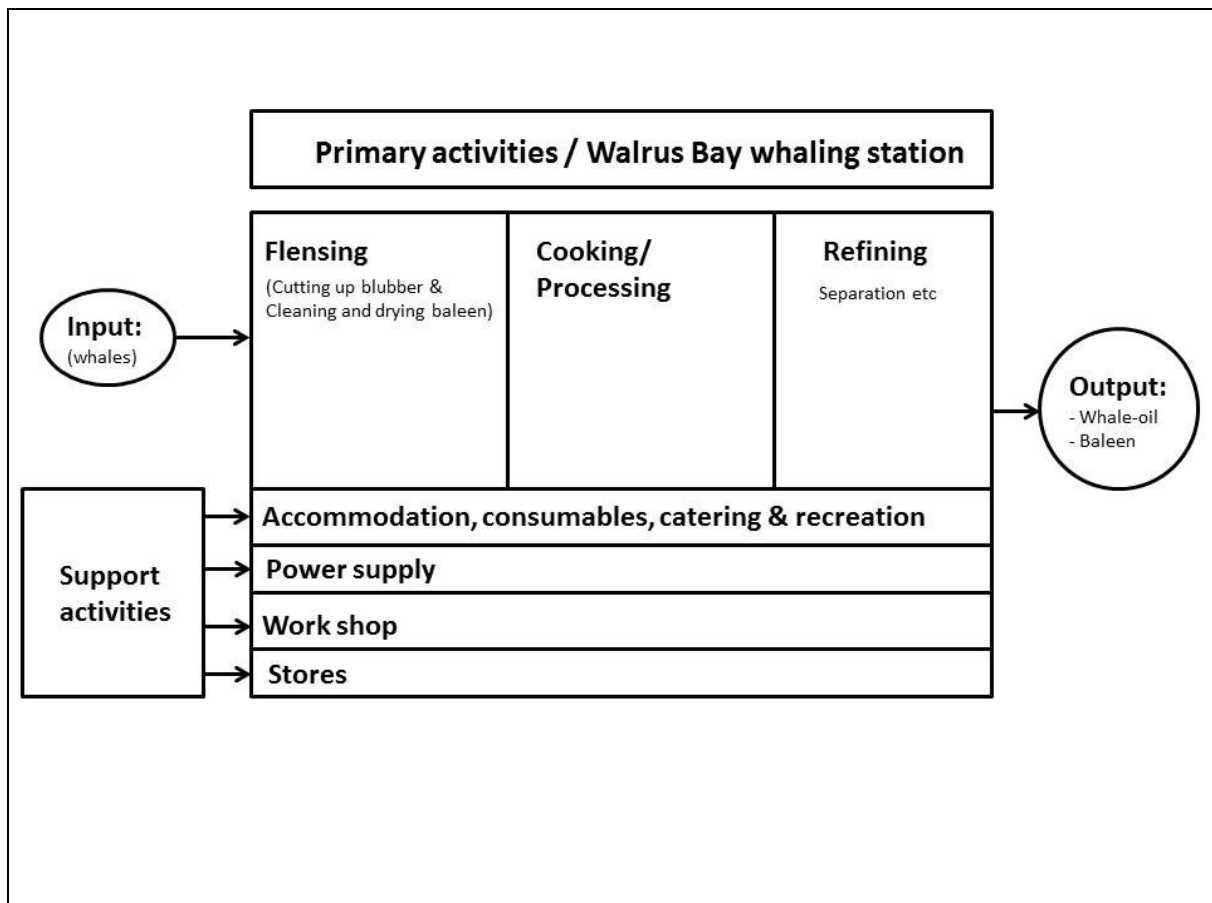 Primary activities / Walrus Bay whaling station
Flensing
(Cutting up blubber &
Cleaning and drying baleen)
Cooking/
Processing
Refining
Separation etc
Input:
(whales)
Output:
- Whale-oil
- Baleen
Support
activities
Accommodation, consumables, catering & recreation
Power supply
Work shop
Stores